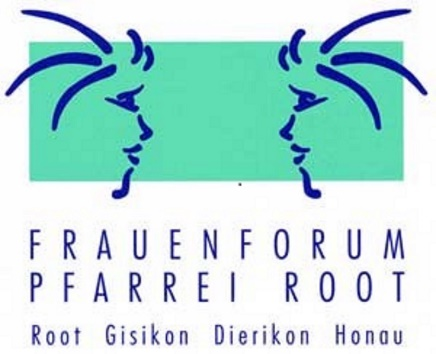 FRAUENFORUM
PFARREI ROOT
Root Gisikon Dierikon Honau